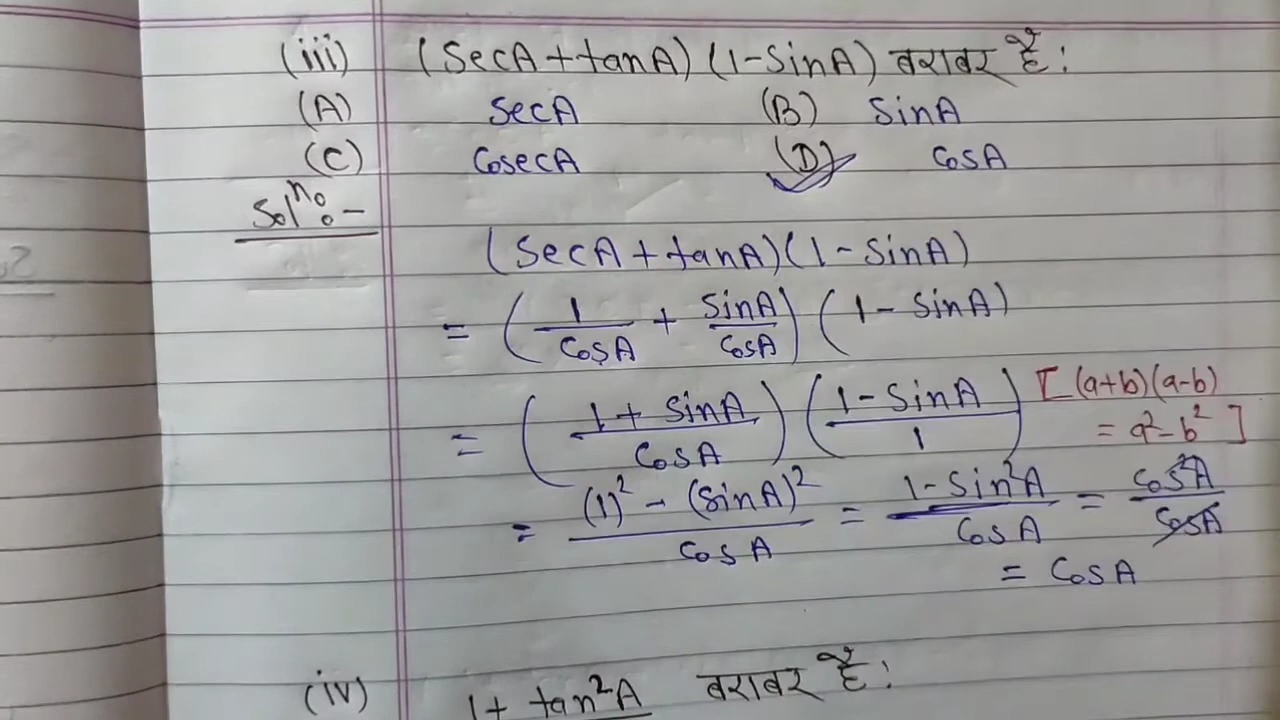 (iii) (SecA + tanA) (1 - SinA) बराबर है :
(A) SecA (B) SinA
(C) CosecA (D) CosA
Solⁿ₀ -
(SecA + tanA) (1 - SinA)
= (1/CosA + SinA/CosA) (1 - SinA)
= ((1 + SinA)/CosA) ((1 - SinA)/1) [(a+b)(a-b)
= a² - b²]
= ((1)² - (SinA)²)/CosA = (1 - Sin²A)/CosA = Cos²A/CosA
= CosA
(iv) 1 + tan²A बराबर है :